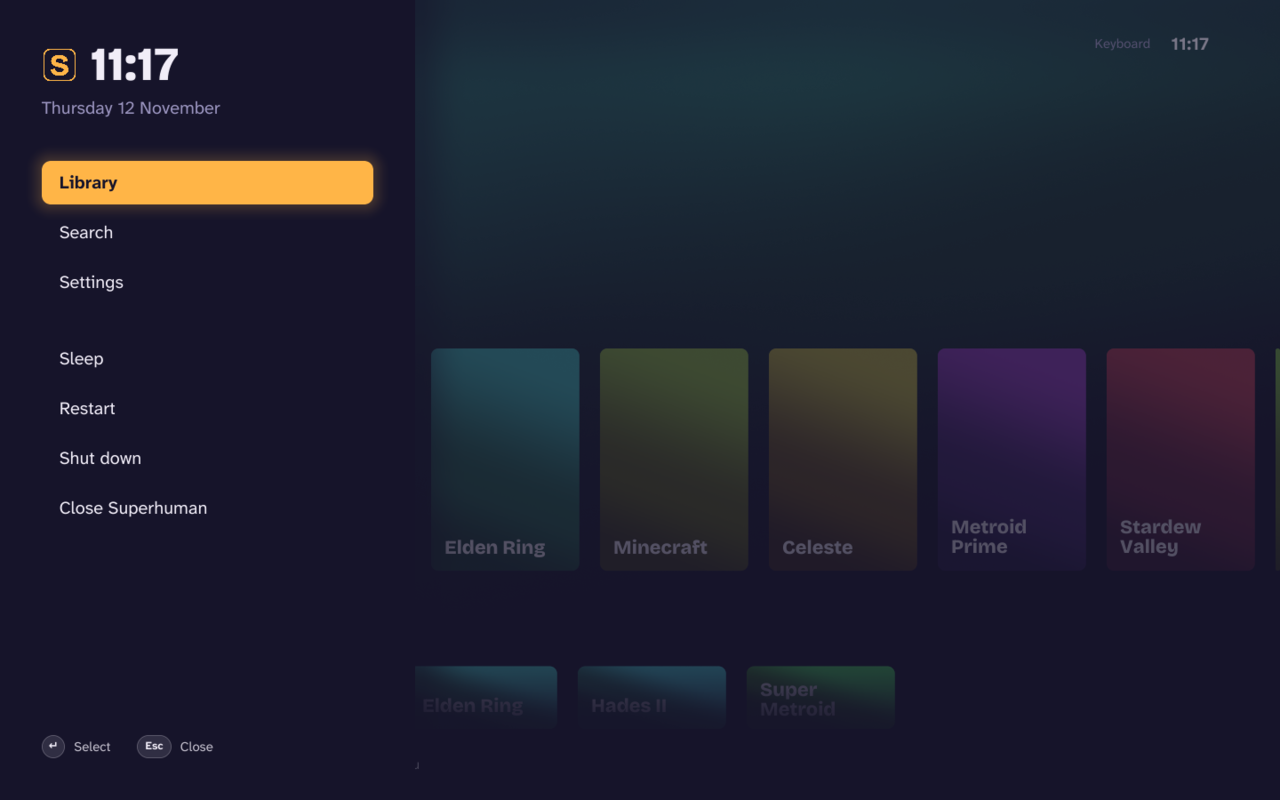 S 11:17
Thursday 12 November
Library
Search
Settings
Sleep
Restart
Shut down
Close Superhuman
↵ Select Esc Close
Keyboard 11:17
Elden Ring
Minecraft
Celeste
Metroid
Prime
Stardew
Valley
Elden Ring
Hades II
Super
Metroid